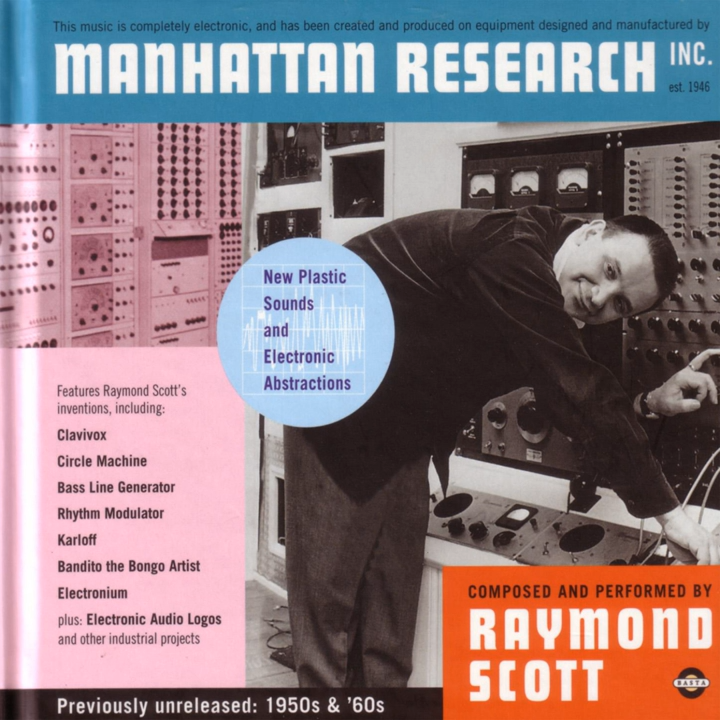 This music is completely electronic, and has been created and produced on equipment designed and manufactured by
MANHATTAN RESEARCH INC.
est. 1946
New Plastic
Sounds
and
Electronic
Abstractions
Features Raymond Scott's
inventions, including:
Clavivox
Circle Machine
Bass Line Generator
Rhythm Modulator
Karloff
Bandito the Bongo Artist
Electronium
plus: Electronic Audio Logos
and other industrial projects
COMPOSED AND PERFORMED BY
RAYMOND
SCOTT
BASTA
Previously unreleased: 1950s & '60s